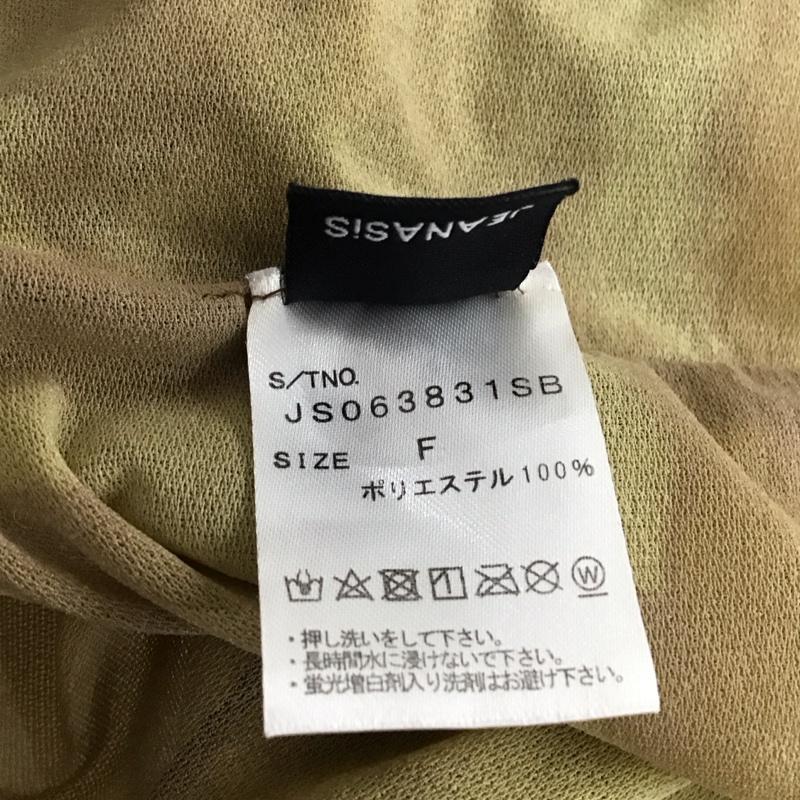 JEANASiS
S/TNO.
JS063831SB
SIZE F
ポリエステル100%
W
・押し洗いをして下さい。
・長時間水に浸けないで下さい。
・蛍光増白剤入り洗剤はお避け下さい。